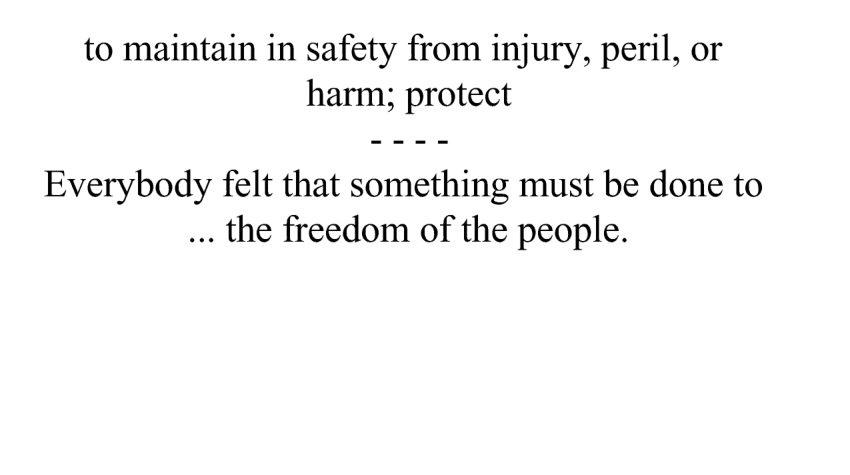 to maintain in safety from injury, peril, or
harm; protect
- - - -
Everybody felt that something must be done to
... the freedom of the people.